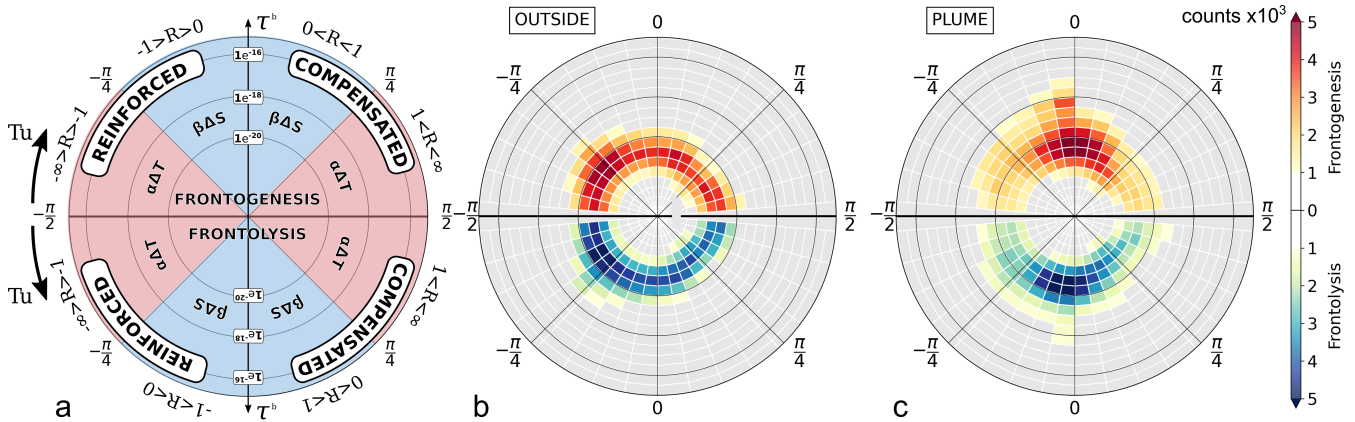 τᵇ
-1>R>0
0<R<1
REINFORCED
COMPENSATED
-π/4
π/4
-∞>R>-1
1<R<∞
1e⁻¹⁶
1e⁻¹⁸
1e⁻²⁰
βΔS
βΔS
αΔT
αΔT
Tu
FRONTOGENESIS
-π/2
π/2
FRONTOLYSIS
Tu
αΔT
αΔT
βΔS
βΔS
1e⁻²⁰
1e⁻¹⁸
1e⁻¹⁶
-∞<R<-1
1<R<∞
REINFORCED
COMPENSATED
-π/4
π/4
-1<R<0
0<R<1
τᵇ
a
OUTSIDE
0
-π/4
π/4
-π/2
π/2
-π/4
π/4
0
b
PLUME
0
-π/4
π/4
-π/2
π/2
-π/4
π/4
0
c
counts x10³
5
4
3
2
1
0
1
2
3
4
5
Frontogenesis
Frontolysis